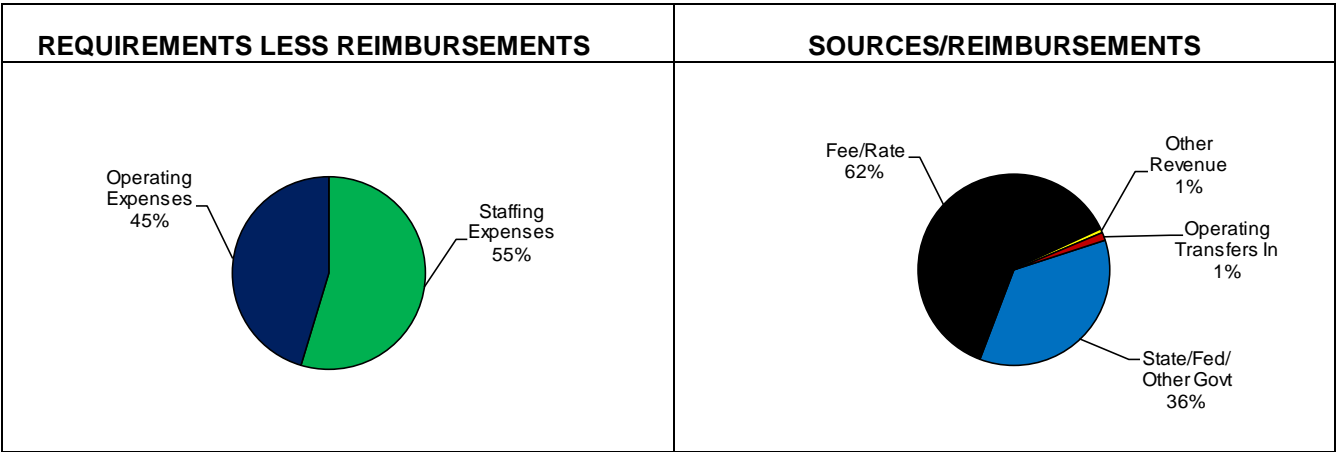 REQUIREMENTS LESS REIMBURSEMENTS
SOURCES/REIMBURSEMENTS
Operating
Expenses
45%
Staffing
Expenses
55%
Fee/Rate
62%
Other
Revenue
1%
Operating
Transfers In
1%
State/Fed/
Other Govt
36%